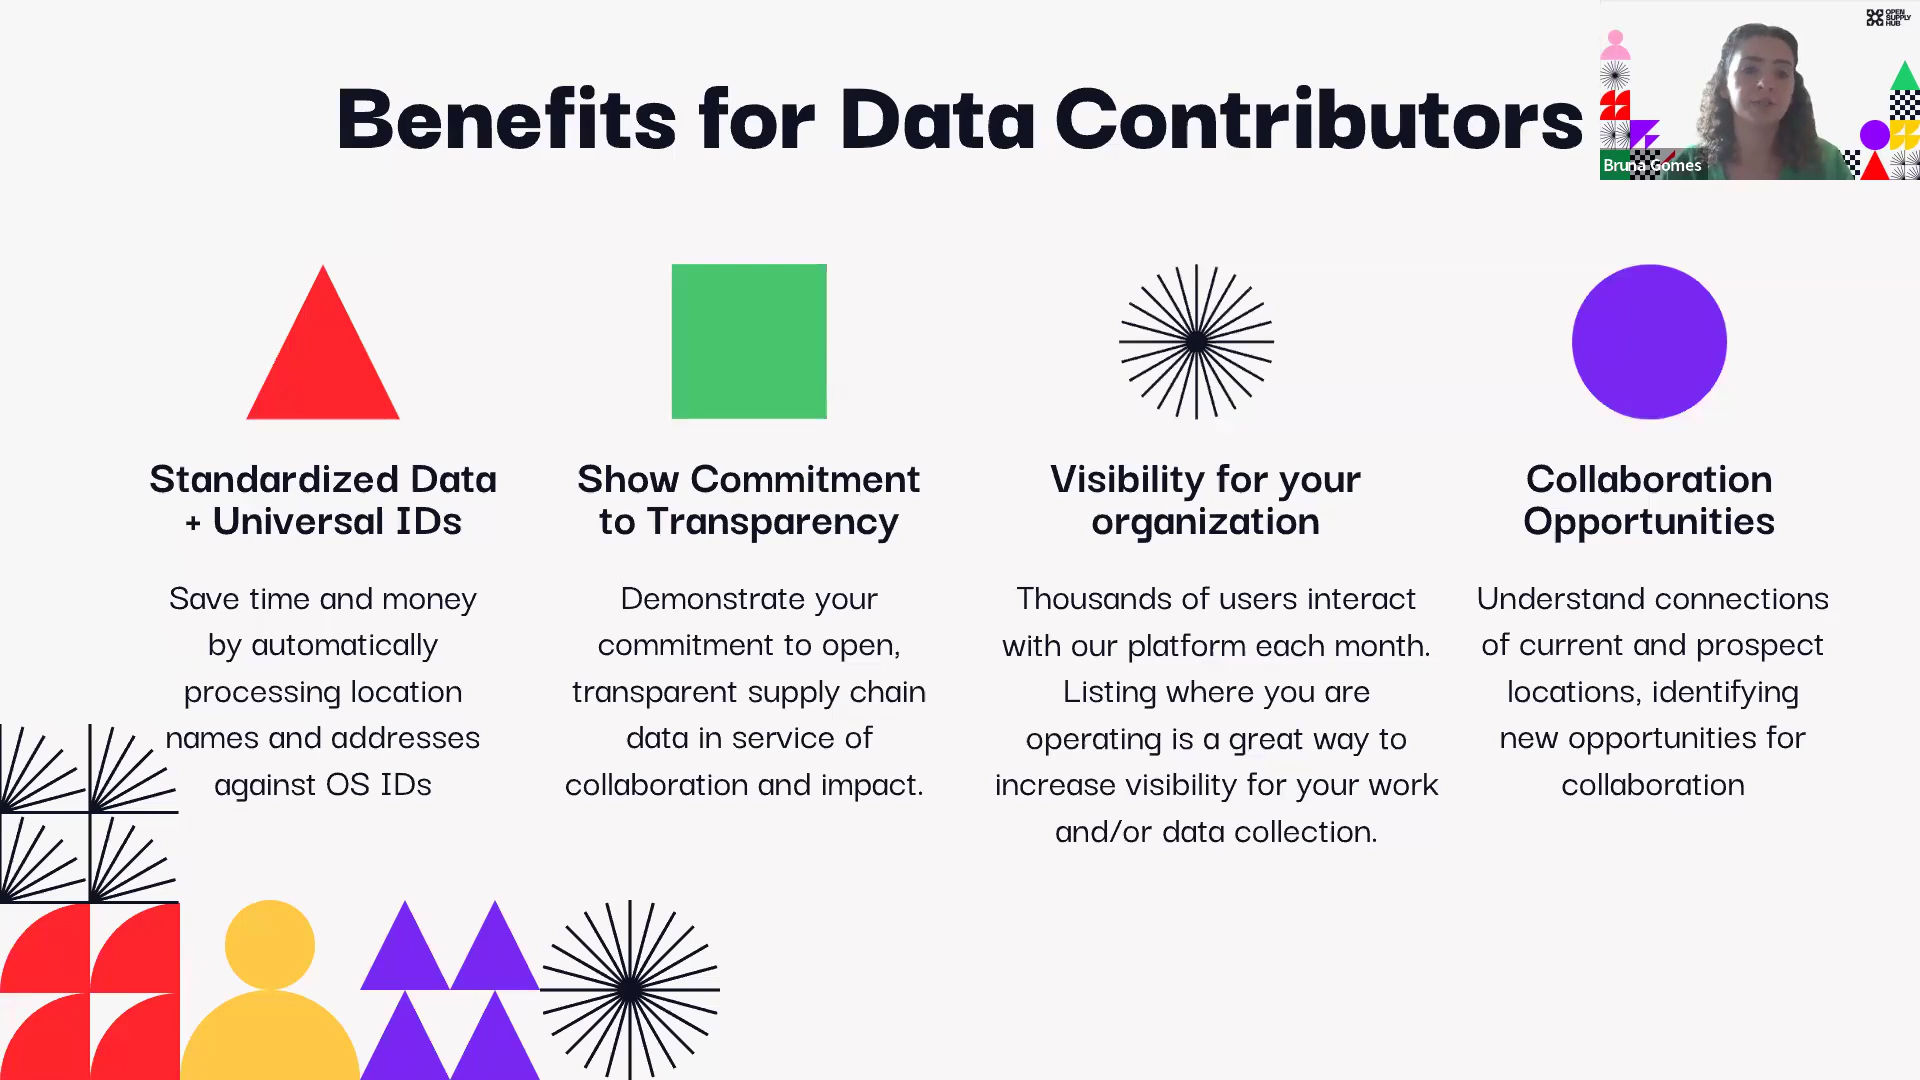 Benefits for Data Contributors
OPEN
SUPPLY
HUB
Bruna Gomes
Standardized Data
+ Universal IDs
Save time and money
by automatically
processing location
names and addresses
against OS IDs
Show Commitment
to Transparency
Demonstrate your
commitment to open,
transparent supply chain
data in service of
collaboration and impact.
Visibility for your
organization
Thousands of users interact
with our platform each month.
Listing where you are
operating is a great way to
increase visibility for your work
and/or data collection.
Collaboration
Opportunities
Understand connections
of current and prospect
locations, identifying
new opportunities for
collaboration